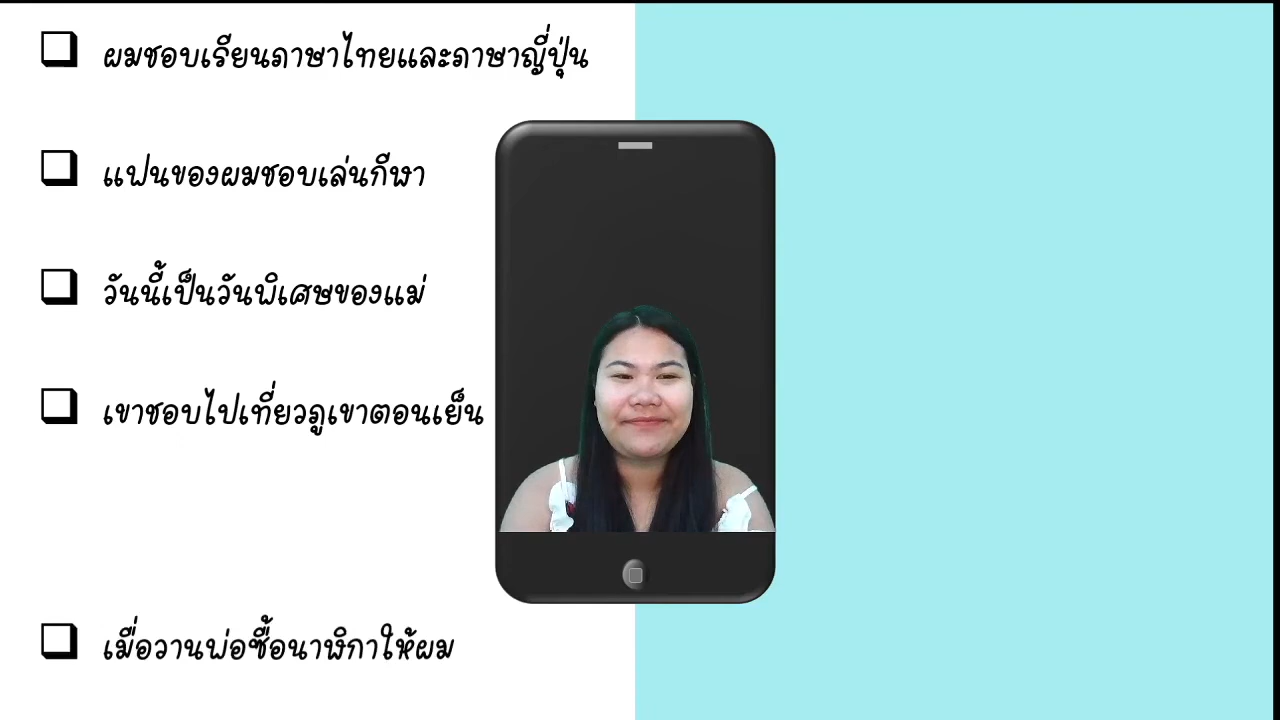 ผมชอบเรียนภาษาไทยและภาษาญี่ปุ่น
แฟนของผมชอบเล่นกีฬา
วันนี้เป็นวันพิเศษของแม่
เขาชอบไปเที่ยวภูเขาตอนเย็น
เมื่อวานพ่อซื้อนาฬิกาให้ผม